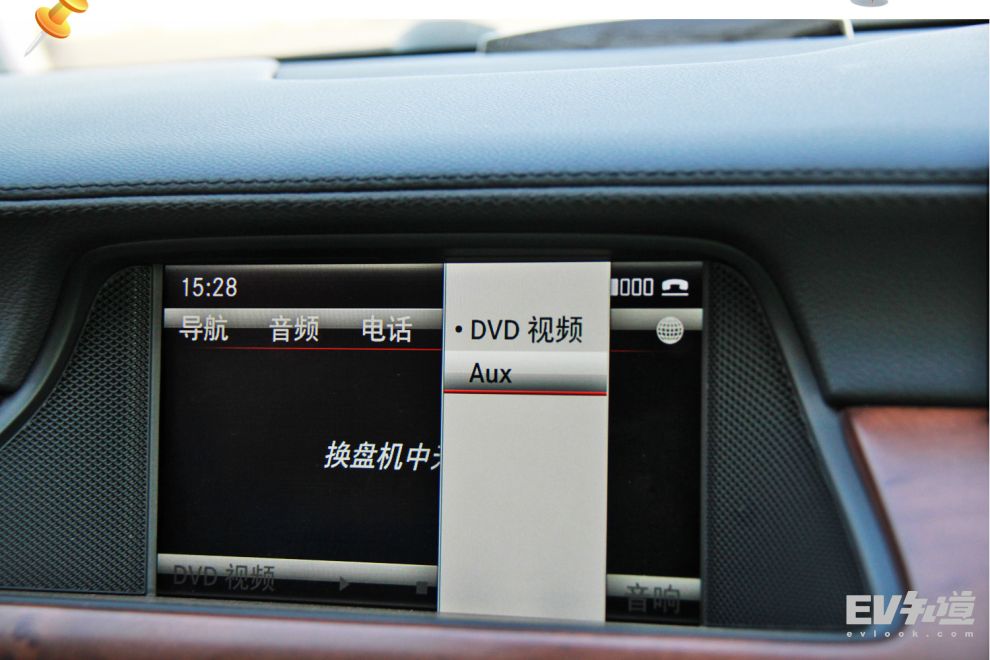 15:28
导航 音频 电话
• DVD 视频
Aux
换盘机中
DVD 视频
音响
EV知道
evlook.com